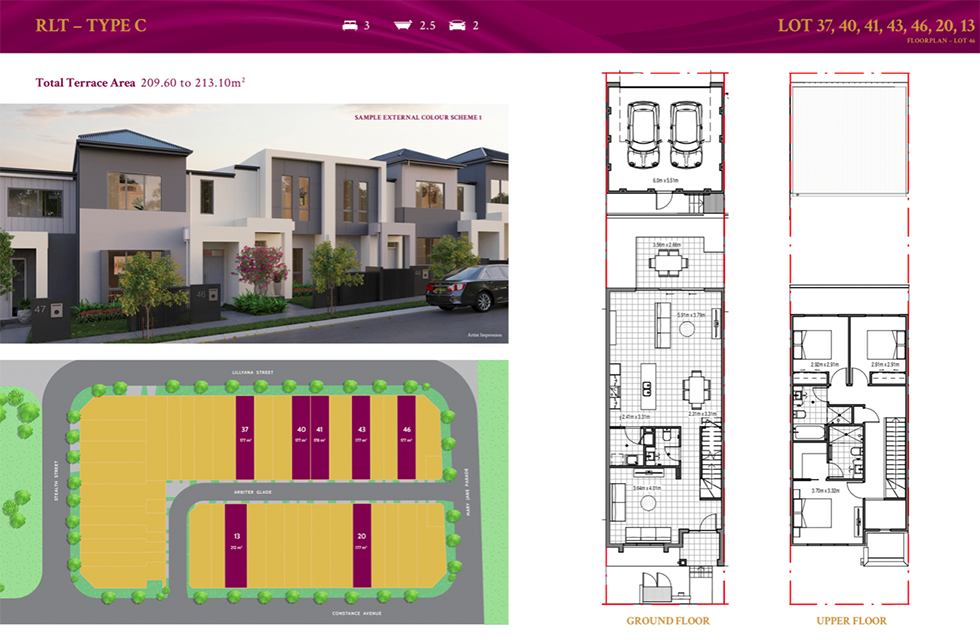 RLT – TYPE C
3
2.5
2
LOT 37, 40, 41, 43, 46, 20, 13
FLOORPLAN – LOT 46
Total Terrace Area 209.60 to 213.10m²
SAMPLE EXTERNAL COLOUR SCHEME 1
47
46
44
Artist Impression
LILLYANA STREET
STEALTH STREET
37
177 m²
40
177 m²
41
178 m²
43
177 m²
46
177 m²
ARBITER GLADE
MARY JANE PARADE
13
212 m²
20
177 m²
CONSTANCE AVENUE
6.0m x 5.51m
3.56m x 2.68m
5.91m x 3.79m
2.41m x 3.31m
2.31m x 3.31m
3.64m x 4.01m
GROUND FLOOR
2.92m x 2.91m
2.91m x 2.91m
3.70m x 3.32m
UPPER FLOOR